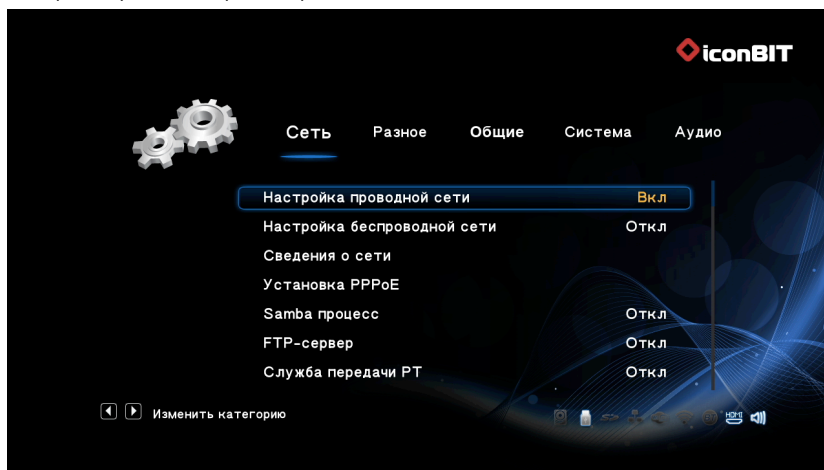 iconBIT
Сеть Разное Общие Система Аудио
Настройка проводной сети Вкл
Настройка беспроводной сети Откл
Сведения о сети
Установка PPPoE
Samba процесс Откл
FTP-сервер Откл
Служба передачи PT Откл
Изменить категорию
HDMI